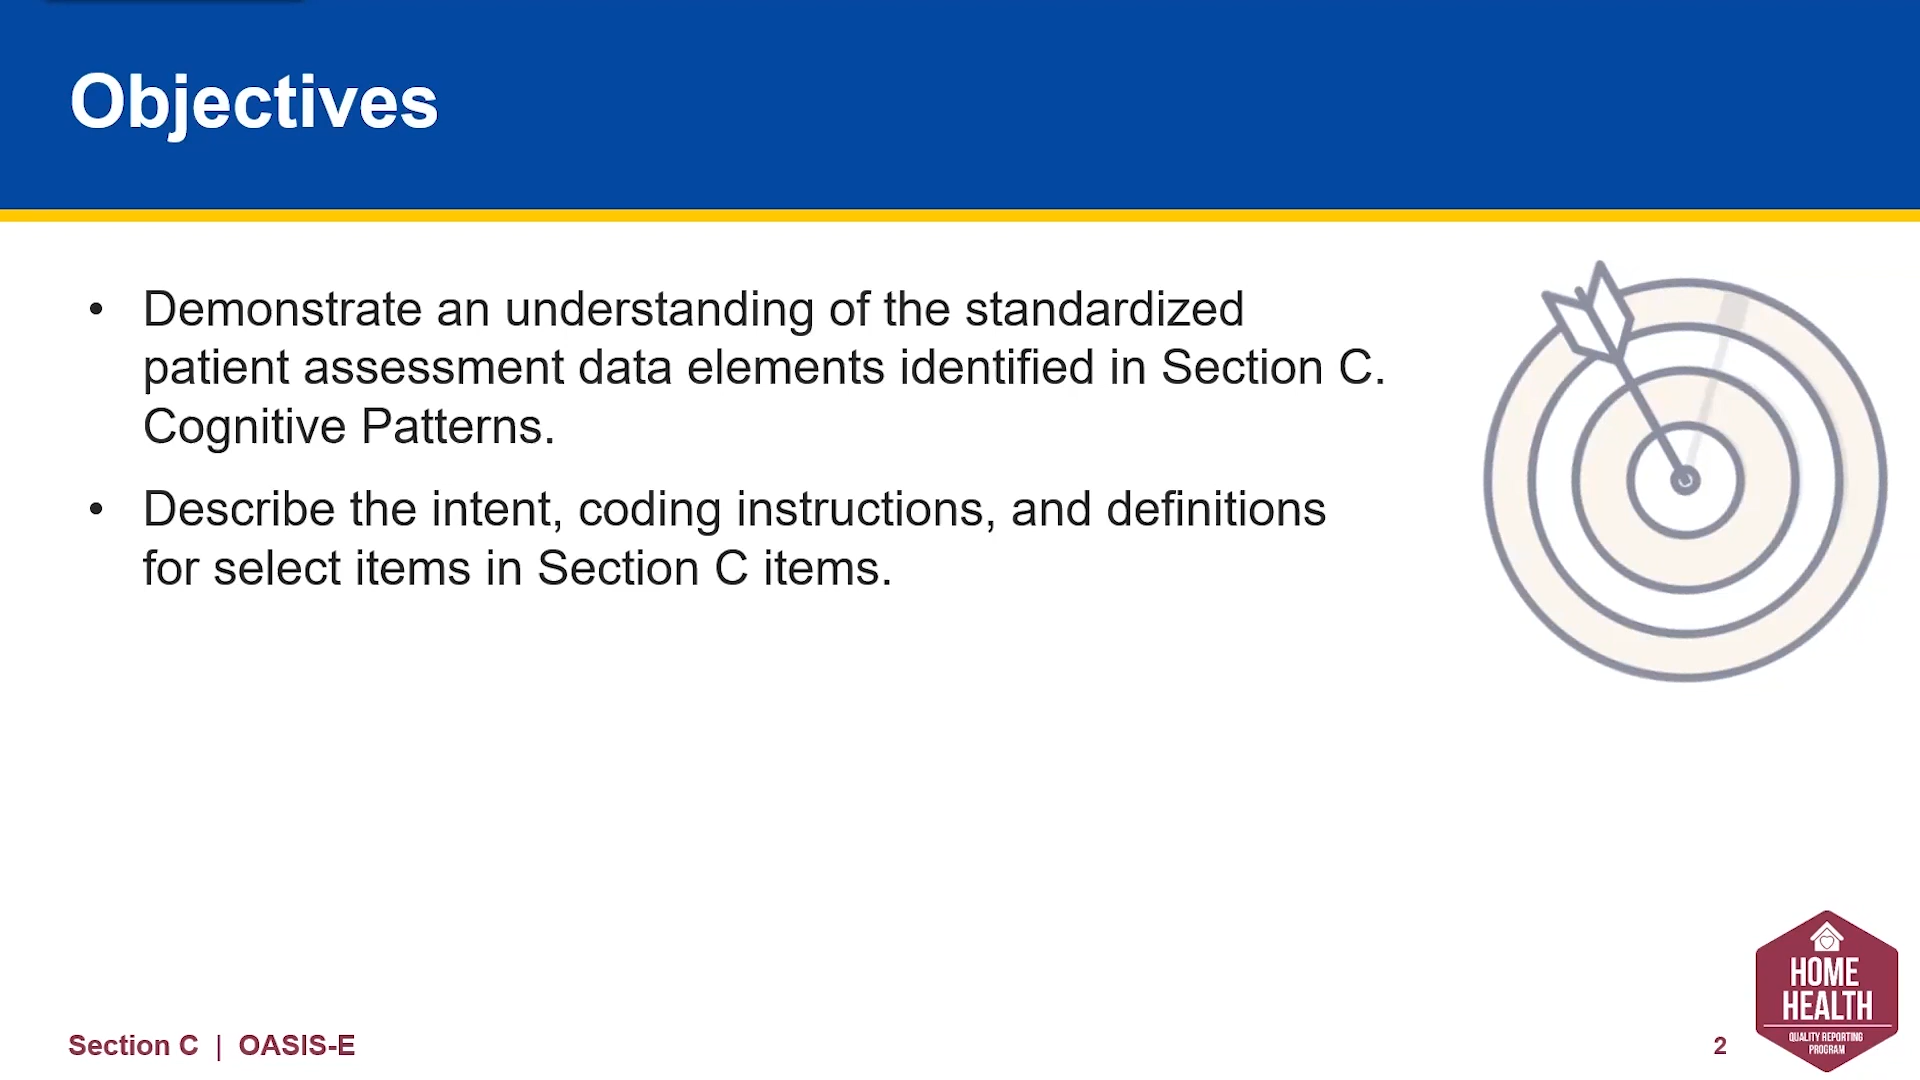 Objectives
• Demonstrate an understanding of the standardized
patient assessment data elements identified in Section C.
Cognitive Patterns.
• Describe the intent, coding instructions, and definitions
for select items in Section C items.
Section C | OASIS-E
2
HOME
HEALTH
QUALITY REPORTING
PROGRAM